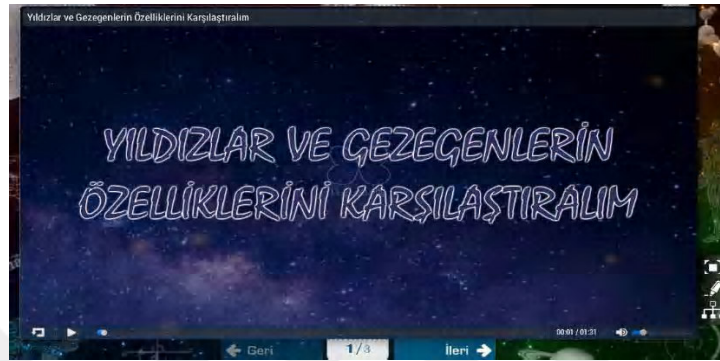 Yıldızlar ve Gezegenlerin Özelliklerini Karşılaştıralım
YILDIZLAR VE GEZEGENLERİN
ÖZELLİKLERİNİ KARŞILAŞTIRALIM
00:01 / 01:31
Geri
1/3
İleri